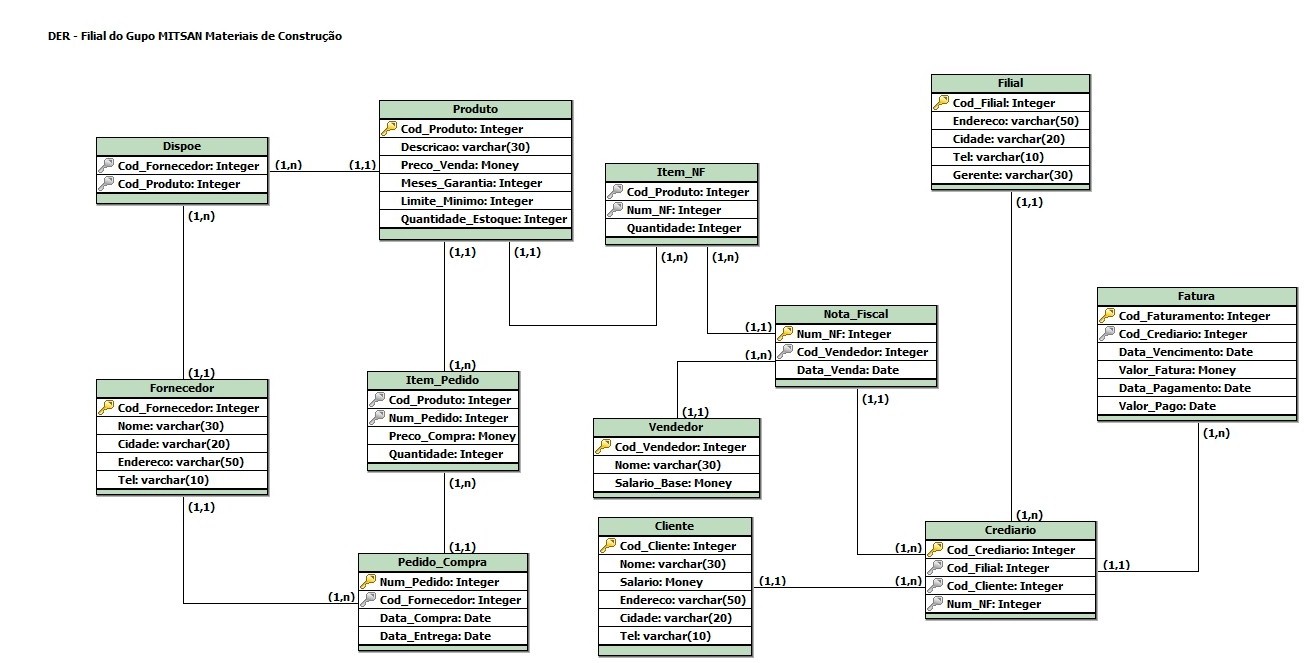 DER - Filial do Gupo MITSAN Materiais de Construção
Filial
Cod_Filial: Integer
Endereco: varchar(50)
Cidade: varchar(20)
Tel: varchar(10)
Gerente: varchar(30)
(1,1)
Produto
Cod_Produto: Integer
Descricao: varchar(30)
Preco_Venda: Money
Meses_Garantia: Integer
Limite_Minimo: Integer
Quantidade_Estoque: Integer
(1,1)
(1,1)
Dispoe
Cod_Fornecedor: Integer
Cod_Produto: Integer
(1,n)
(1,1)
(1,n)
Item_NF
Cod_Produto: Integer
Num_NF: Integer
Quantidade: Integer
(1,n)
(1,n)
Fatura
Cod_Faturamento: Integer
Cod_Crediario: Integer
Data_Vencimento: Date
Valor_Fatura: Money
Data_Pagamento: Date
Valor_Pago: Date
(1,n)
Nota_Fiscal
Num_NF: Integer
Cod_Vendedor: Integer
Data_Venda: Date
(1,1)
(1,n)
(1,1)
(1,1)
Fornecedor
Cod_Fornecedor: Integer
Nome: varchar(30)
Cidade: varchar(20)
Endereco: varchar(50)
Tel: varchar(10)
(1,1)
(1,n)
Item_Pedido
Cod_Produto: Integer
Num_Pedido: Integer
Preco_Compra: Money
Quantidade: Integer
(1,n)
(1,1)
Vendedor
Cod_Vendedor: Integer
Nome: varchar(30)
Salario_Base: Money
Cliente
Cod_Cliente: Integer
Nome: varchar(30)
Salario: Money
Endereco: varchar(50)
Cidade: varchar(20)
Tel: varchar(10)
(1,1)
(1,n)
(1,n)
(1,n)
Crediario
Cod_Crediario: Integer
Cod_Filial: Integer
Cod_Cliente: Integer
Num_NF: Integer
(1,1)
(1,1)
Pedido_Compra
Num_Pedido: Integer
Cod_Fornecedor: Integer
Data_Compra: Date
Data_Entrega: Date
(1,n)